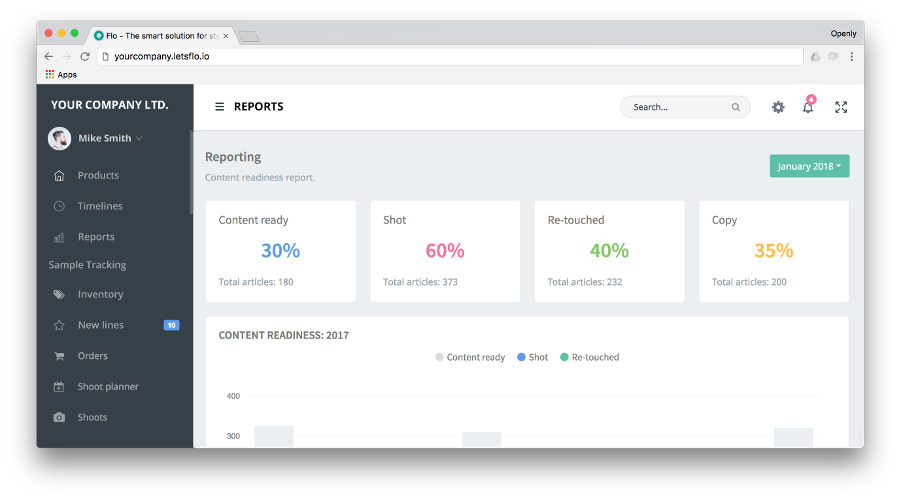 Flo - The smart solution for stu
Openly
yourcompany.letsflo.io
Apps
YOUR COMPANY LTD.
Mike Smith
Products
Timelines
Reports
Sample Tracking
Inventory
New lines 10
Orders
Shoot planner
Shoots
REPORTS
Search...
4
Reporting
Content readiness report.
January 2018
Content ready
30%
Total articles: 180
Shot
60%
Total articles: 373
Re-touched
40%
Total articles: 232
Copy
35%
Total articles: 200
CONTENT READINESS: 2017
Content ready Shot Re-touched
400
300